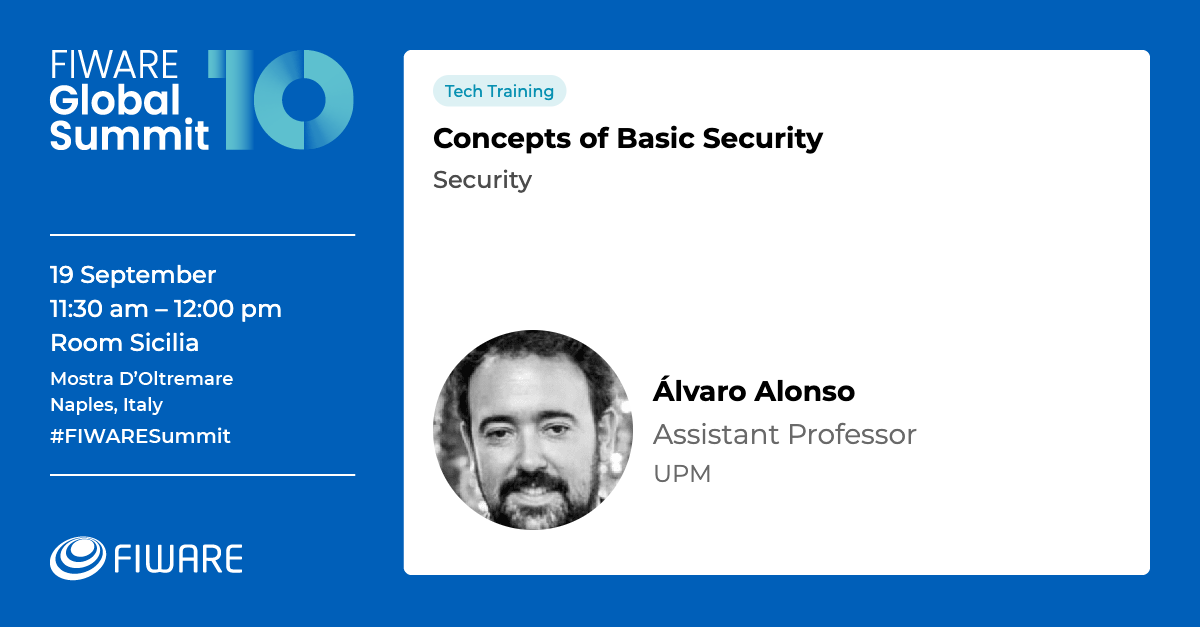 FIWARE
Global
Summit
10
19 September
11:30 am – 12:00 pm
Room Sicilia
Mostra D’Oltremare
Naples, Italy
#FIWARESummit
FIWARE
Tech Training
Concepts of Basic Security
Security
Álvaro Alonso
Assistant Professor
UPM